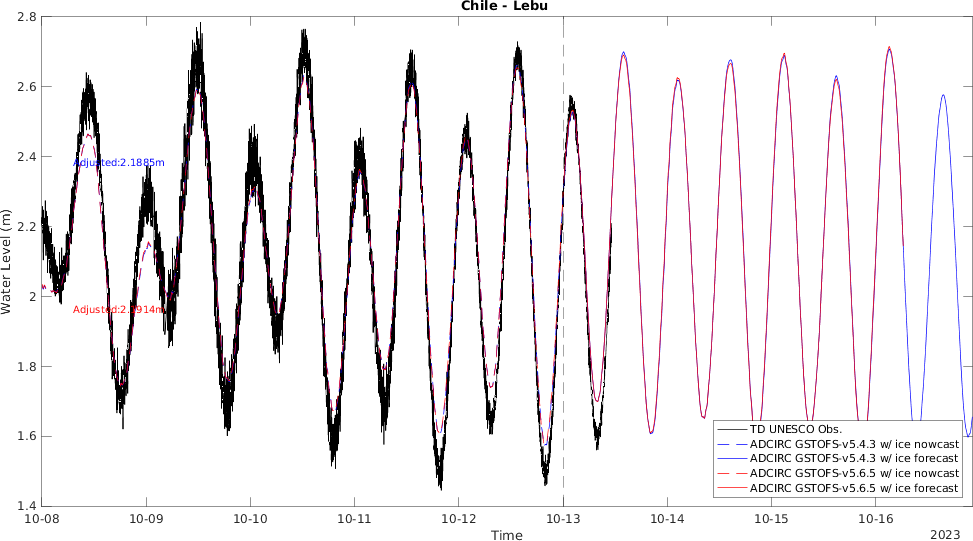 Chile - Lebu
2.8
2.6
2.4
2.2
2
1.8
1.6
1.4
Water Level (m)
Adjusted:2.1885m
TD UNESCO Obs.
ADCIRC GSTOFS-v5.4.3 w/ ice nowcast
ADCIRC GSTOFS-v5.4.3 w/ ice forecast
ADCIRC GSTOFS-v5.6.5 w/ ice nowcast
ADCIRC GSTOFS-v5.6.5 w/ ice forecast
10-08
10-09
10-10
10-11
10-12
10-13
10-14
10-15
10-16
Time
2023